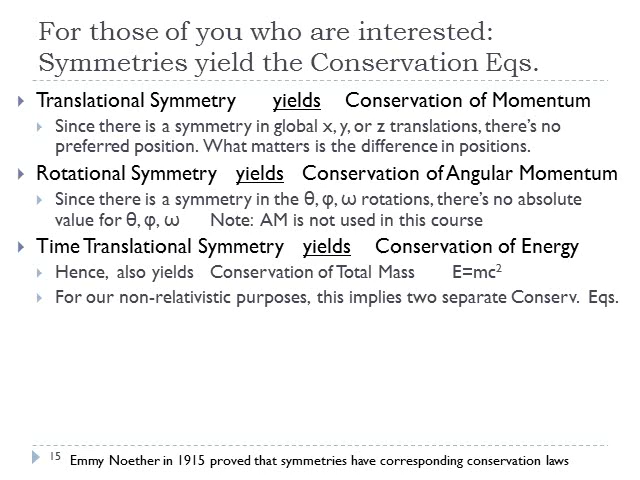 For those of you who are interested:
Symmetries yield the Conservation Eqs.
Translational Symmetry yields Conservation of Momentum
Since there is a symmetry in global x, y, or z translations, there's no
preferred position. What matters is the difference in positions.
Rotational Symmetry yields Conservation of Angular Momentum
Since there is a symmetry in the θ, φ, ω rotations, there's no absolute
value for θ, φ, ω Note: AM is not used in this course
Time Translational Symmetry yields Conservation of Energy
Hence, also yields Conservation of Total Mass E=mc²
For our non-relativistic purposes, this implies two separate Conserv. Eqs.
15 Emmy Noether in 1915 proved that symmetries have corresponding conservation laws